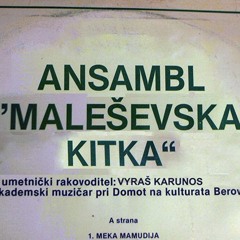 ANSAMBL
"MALEŠEVSKA
KITKA“
umetnički rakovoditel: VYRAŠ KARUNOS
kademski muzičar pri Domot na kulturata Berov
A strana
1. MEKA MAMUDIJA